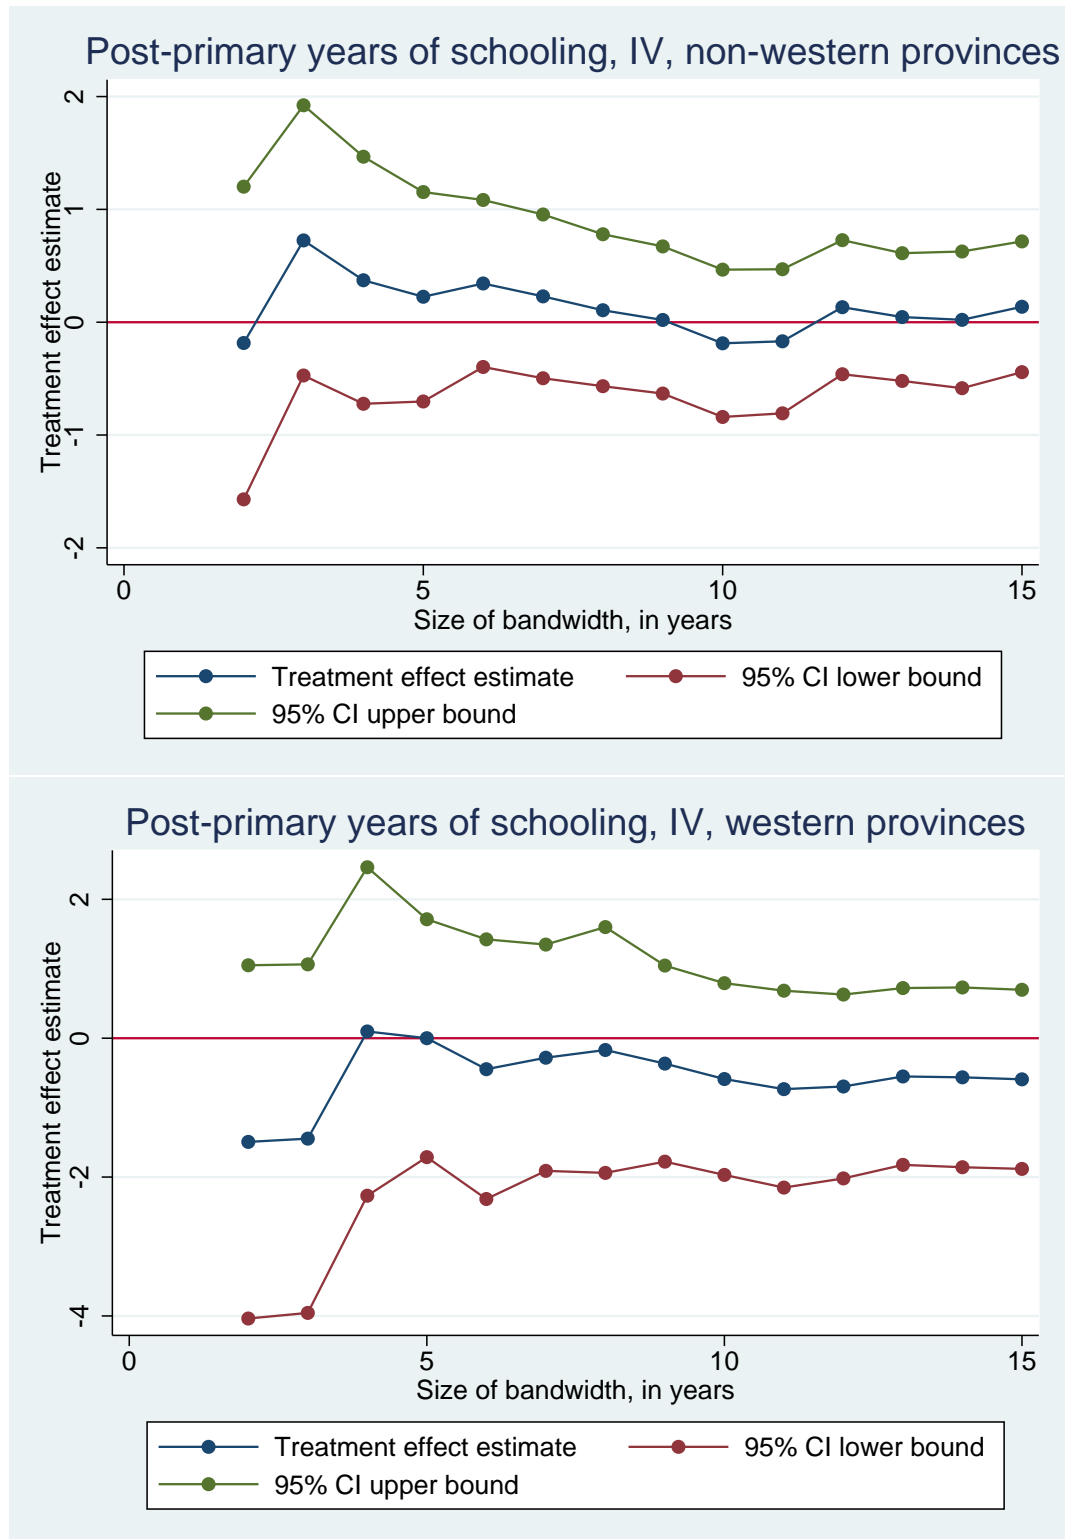 Post-primary years of schooling, IV, non-western provinces
Treatment effect estimate
2
1
0
-1
-2
0
5
10
15
Size of bandwidth, in years
Treatment effect estimate
95% CI lower bound
95% CI upper bound
Post-primary years of schooling, IV, western provinces
Treatment effect estimate
2
0
-2
-4
0
5
10
15
Size of bandwidth, in years
Treatment effect estimate
95% CI lower bound
95% CI upper bound